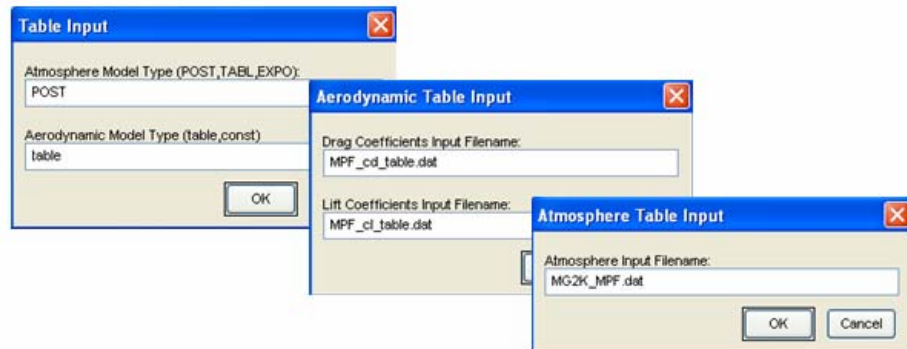 Table Input
Atmosphere Model Type (POST,TABL,EXPO):
POST
Aerodynamic Model Type (table,const)
table
OK
Aerodynamic Table Input
Drag Coefficients Input Filename:
MPF_cd_table.dat
Lift Coefficients Input Filename:
MPF_cl_table.dat
Atmosphere Table Input
Atmosphere Input Filename:
MG2K_MPF.dat
OK
Cancel